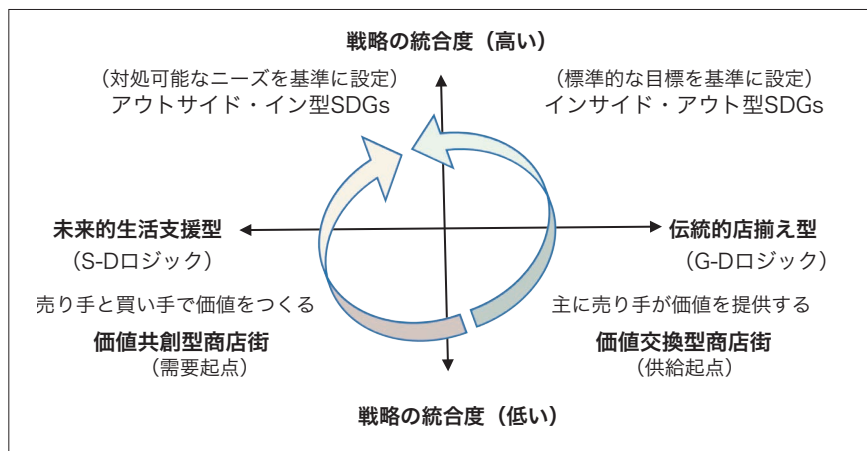 戦略の統合度（高い）
（対処可能なニーズを基準に設定）
アウトサイド・イン型SDGs
（標準的な目標を基準に設定）
インサイド・アウト型SDGs
未来的生活支援型
（S-Dロジック）
伝統的店揃え型
（G-Dロジック）
売り手と買い手で価値をつくる
価値共創型商店街
（需要起点）
主に売り手が価値を提供する
価値交換型商店街
（供給起点）
戦略の統合度（低い）